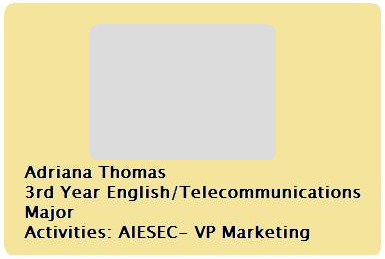 Adriana Thomas
3rd Year English/Telecommunications
Major
Activities: AIESEC- VP Marketing